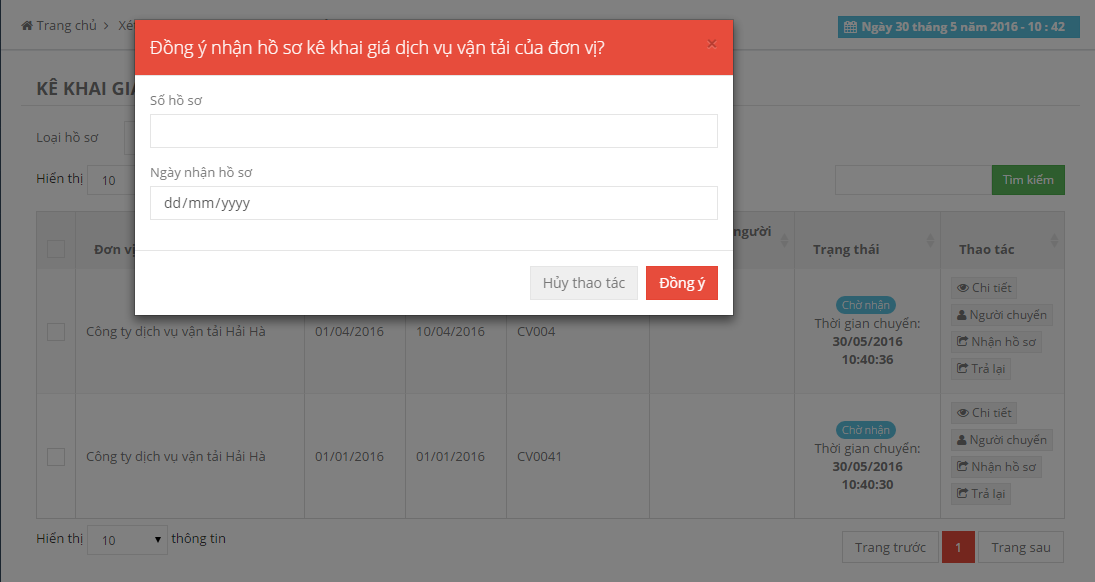 Trang chủ > Xét
Ngày 30 tháng 5 năm 2016 - 10 : 42
Đồng ý nhận hồ sơ kê khai giá dịch vụ vận tải của đơn vị?
×
KÊ KHAI GIÁ
Số hồ sơ
Loại hồ sơ
Ngày nhận hồ sơ
dd/mm/yyyy
Hiển thị 10
Tìm kiếm
Hủy thao tác
Đồng ý
Đơn vị
người
Trạng thái
Thao tác
Công ty dịch vụ vận tải Hải Hà
01/04/2016
10/04/2016
CV004
Chờ nhận
Thời gian chuyển:
30/05/2016
10:40:36
Chi tiết
Người chuyển
Nhận hồ sơ
Trả lại
Công ty dịch vụ vận tải Hải Hà
01/01/2016
01/01/2016
CV0041
Chờ nhận
Thời gian chuyển:
30/05/2016
10:40:30
Chi tiết
Người chuyển
Nhận hồ sơ
Trả lại
Hiển thị 10 thông tin
Trang trước
1
Trang sau